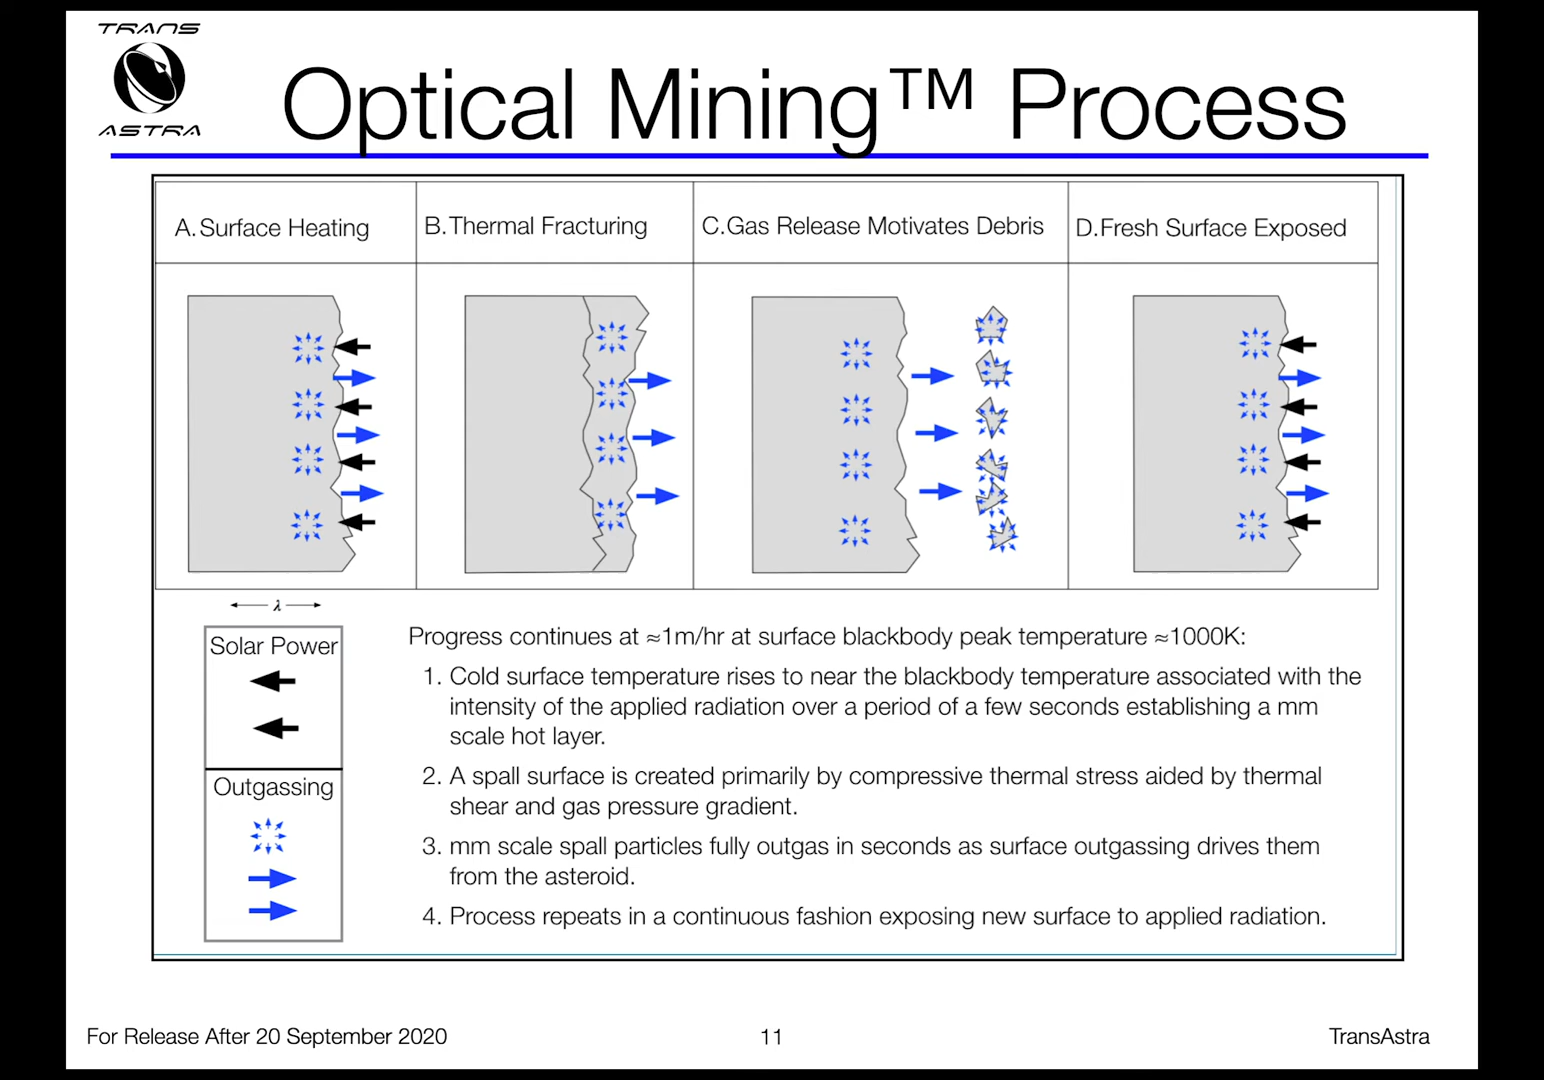 TRANS
ASTRA
Optical Mining™ Process
A. Surface Heating
B. Thermal Fracturing
C. Gas Release Motivates Debris
D. Fresh Surface Exposed
λ
Solar Power
Outgassing
Progress continues at ≈1m/hr at surface blackbody peak temperature ≈1000K:
1. Cold surface temperature rises to near the blackbody temperature associated with the
intensity of the applied radiation over a period of a few seconds establishing a mm
scale hot layer.
2. A spall surface is created primarily by compressive thermal stress aided by thermal
shear and gas pressure gradient.
3. mm scale spall particles fully outgas in seconds as surface outgassing drives them
from the asteroid.
4. Process repeats in a continuous fashion exposing new surface to applied radiation.
For Release After 20 September 2020
11
TransAstra